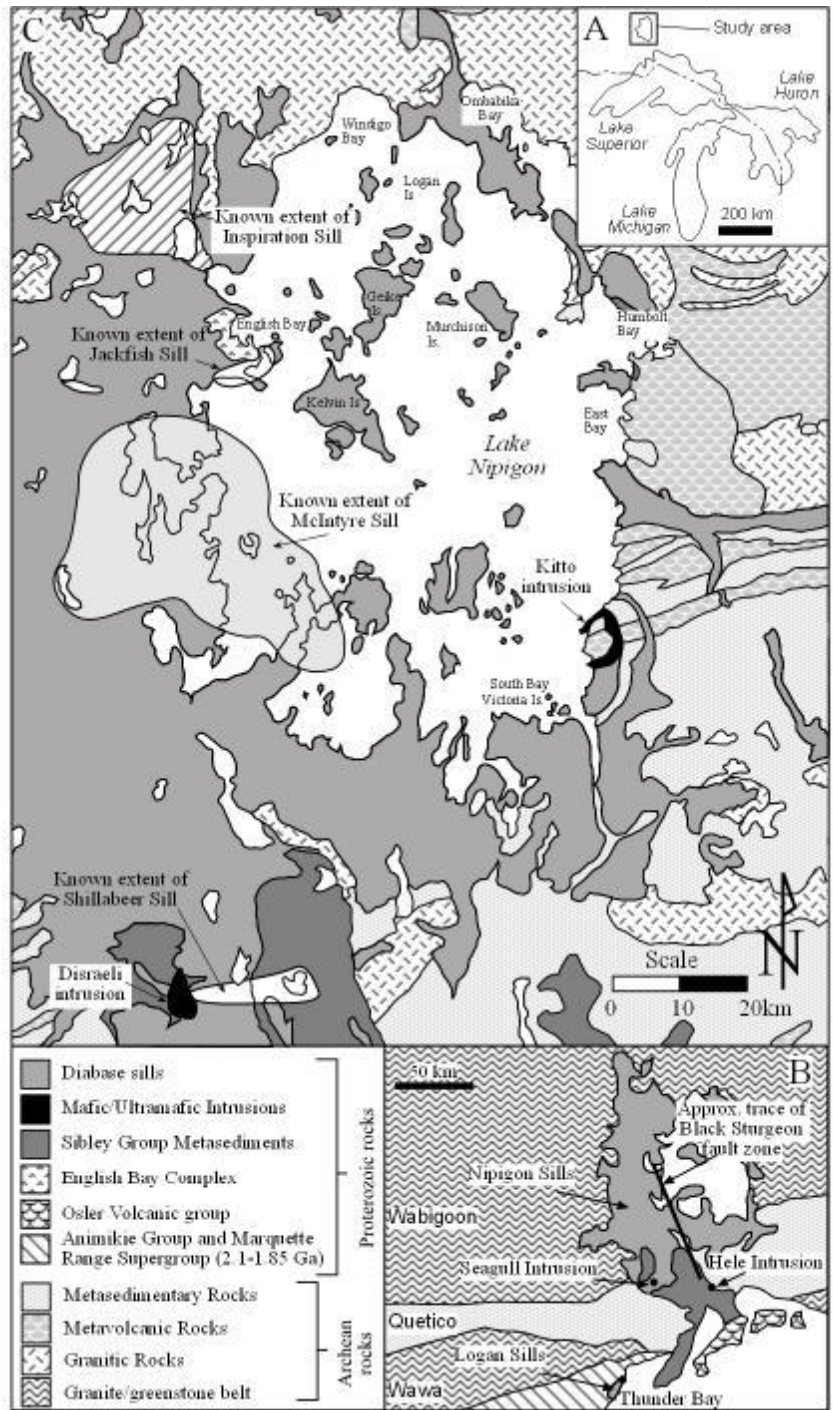 C
A
Study area
Lake
Huron
Lake
Superior
Lake
Michigan
200 km
Ombabika
Bay
Windigo
Bay
Logan
Is
Known extent of
Inspiration Sill
Geike
Is.
English Bay
Murchison
Is.
Humbolt
Bay
Known extent of
Jackfish Sill
Kelvin Is
East
Bay
Lake
Nipigon
Known extent of
McIntyre Sill
Kitto
intrusion
South Bay
Victoria Is.
Known extent of
Shillabeer Sill
Disraeli
intrusion
N
Scale
0 10 20km
Diabase sills
Mafic/Ultramafic Intrusions
Sibley Group Metasediments
English Bay Complex
Osler Volcanic group
Animikie Group and Marquette
Range Supergroup (2.1-1.85 Ga)
Proterozoic rocks
Metasedimentary Rocks
Metavolcanic Rocks
Granitic Rocks
Granite/greenstone belt
Archean
rocks
50 km
B
Approx. trace of
Black Sturgeon
fault zone
Nipigon Sills
Wabigoon
Seagull Intrusion
Hele Intrusion
Quetico
Logan Sills
Wawa
Thunder Bay